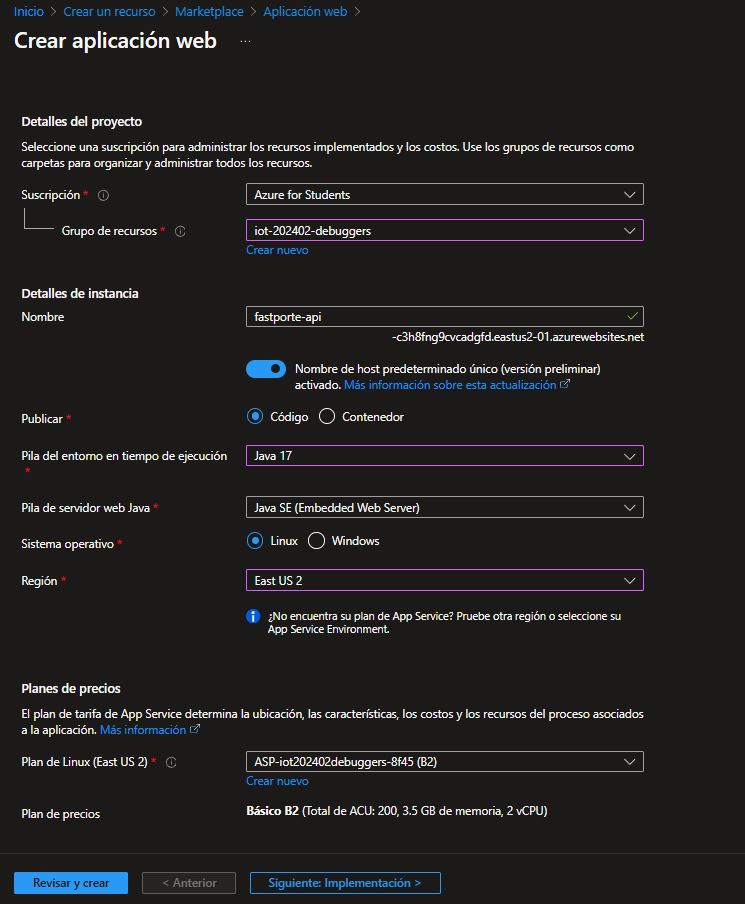 Inicio > Crear un recurso > Marketplace > Aplicación web >
Crear aplicación web ...
Detalles del proyecto
Seleccione una suscripción para administrar los recursos implementados y los costos. Use los grupos de recursos como
carpetas para organizar y administrar todos los recursos.
Suscripción *
Azure for Students
Grupo de recursos *
iot-202402-debuggers
Crear nuevo
Detalles de instancia
Nombre
fastporte-api
-c3h8fng9cvcadgfd.eastus2-01.azurewebsites.net
Nombre de host predeterminado único (versión preliminar)
activado. Más información sobre esta actualización
Publicar *
Código Contenedor
Pila del entorno en tiempo de ejecución
*
Java 17
Pila de servidor web Java *
Java SE (Embedded Web Server)
Sistema operativo *
Linux Windows
Región *
East US 2
¿No encuentra su plan de App Service? Pruebe otra región o seleccione su
App Service Environment.
Planes de precios
El plan de tarifa de App Service determina la ubicación, las características, los costos y los recursos del proceso asociados
a la aplicación. Más información
Plan de Linux (East US 2) *
ASP-iot202402debuggers-8f45 (B2)
Crear nuevo
Plan de precios
Básico B2 (Total de ACU: 200, 3.5 GB de memoria, 2 vCPU)
Revisar y crear < Anterior Siguiente: Implementación >